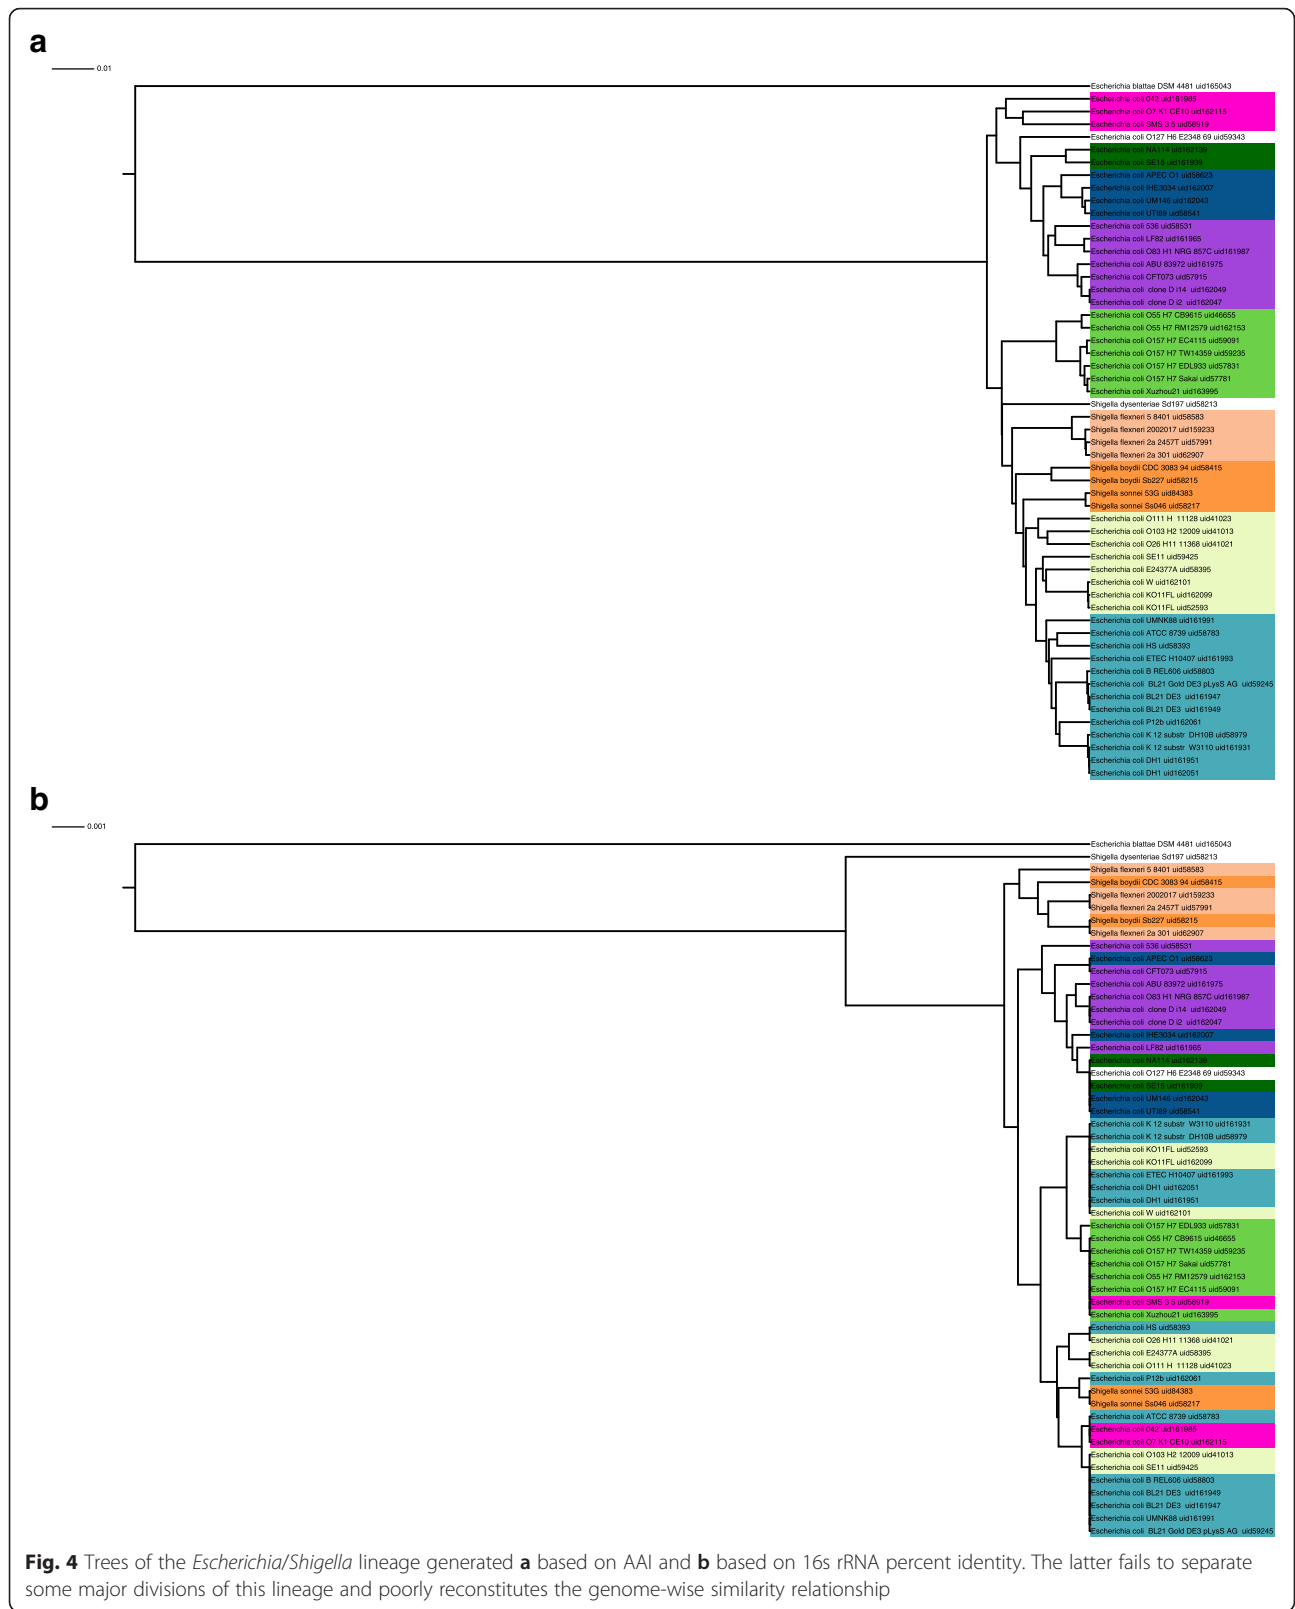 a
0.01
Escherichia blattae DSM 4481 uid165043
Escherichia coli 042 uid161985
Escherichia coli O7 K1 CE10 uid162115
Escherichia coli SMS 3 5 uid58919
Escherichia coli O127 H6 E2348 69 uid59343
Escherichia coli NA114 uid162139
Escherichia coli SE15 uid161939
Escherichia coli APEC O1 uid58623
Escherichia coli IHE3034 uid162007
Escherichia coli UM146 uid162043
Escherichia coli UTI89 uid58541
Escherichia coli 536 uid58531
Escherichia coli LF82 uid161965
Escherichia coli O83 H1 NRG 857C uid161987
Escherichia coli ABU 83972 uid161975
Escherichia coli CFT073 uid57915
Escherichia coli clone D i14 uid162049
Escherichia coli clone D i2 uid162047
Escherichia coli O55 H7 CB9615 uid46655
Escherichia coli O55 H7 RM12579 uid162153
Escherichia coli O157 H7 EC4115 uid59091
Escherichia coli O157 H7 TW14359 uid59235
Escherichia coli O157 H7 EDL933 uid57831
Escherichia coli O157 H7 Sakai uid57781
Escherichia coli Xuzhou21 uid163995
Shigella dysenteriae Sd197 uid58213
Shigella flexneri 5 8401 uid58583
Shigella flexneri 2002017 uid159233
Shigella flexneri 2a 2457T uid57991
Shigella flexneri 2a 301 uid62907
Shigella boydii CDC 3083 94 uid58415
Shigella boydii Sb227 uid58215
Shigella sonnei 53G uid84383
Shigella sonnei Ss046 uid58217
Escherichia coli O111 H 11128 uid41023
Escherichia coli O103 H2 12009 uid41013
Escherichia coli O26 H11 11368 uid41021
Escherichia coli SE11 uid59425
Escherichia coli E24377A uid58395
Escherichia coli W uid162101
Escherichia coli KO11FL uid162099
Escherichia coli KO11FL uid52593
Escherichia coli UMNK88 uid161991
Escherichia coli ATCC 8739 uid58783
Escherichia coli HS uid58393
Escherichia coli ETEC H10407 uid161993
Escherichia coli B REL606 uid58803
Escherichia coli BL21 Gold DE3 pLysS AG uid59245
Escherichia coli BL21 DE3 uid161947
Escherichia coli BL21 DE3 uid161949
Escherichia coli P12b uid162061
Escherichia coli K 12 substr DH10B uid58979
Escherichia coli K 12 substr W3110 uid161931
Escherichia coli DH1 uid161951
Escherichia coli DH1 uid162051
b
0.001
Escherichia blattae DSM 4481 uid165043
Shigella dysenteriae Sd197 uid58213
Shigella flexneri 5 8401 uid58583
Shigella boydii CDC 3083 94 uid58415
Shigella flexneri 2002017 uid159233
Shigella flexneri 2a 2457T uid57991
Shigella boydii Sb227 uid58215
Shigella flexneri 2a 301 uid62907
Escherichia coli 536 uid58531
Escherichia coli APEC O1 uid58623
Escherichia coli CFT073 uid57915
Escherichia coli ABU 83972 uid161975
Escherichia coli O83 H1 NRG 857C uid161987
Escherichia coli clone D i14 uid162049
Escherichia coli clone D i2 uid162047
Escherichia coli IHE3034 uid162007
Escherichia coli LF82 uid161965
Escherichia coli NA114 uid162139
Escherichia coli O127 H6 E2348 69 uid59343
Escherichia coli SE15 uid161939
Escherichia coli UM146 uid162043
Escherichia coli UTI89 uid58541
Escherichia coli K 12 substr W3110 uid161931
Escherichia coli K 12 substr DH10B uid58979
Escherichia coli KO11FL uid52593
Escherichia coli KO11FL uid162099
Escherichia coli ETEC H10407 uid161993
Escherichia coli DH1 uid162051
Escherichia coli DH1 uid161951
Escherichia coli W uid162101
Escherichia coli O157 H7 EDL933 uid57831
Escherichia coli O55 H7 CB9615 uid46655
Escherichia coli O157 H7 TW14359 uid59235
Escherichia coli O157 H7 Sakai uid57781
Escherichia coli O55 H7 RM12579 uid162153
Escherichia coli O157 H7 EC4115 uid59091
Escherichia coli SMS 3 5 uid58919
Escherichia coli Xuzhou21 uid163995
Escherichia coli HS uid58393
Escherichia coli O26 H11 11368 uid41021
Escherichia coli E24377A uid58395
Escherichia coli O111 H 11128 uid41023
Escherichia coli P12b uid162061
Shigella sonnei 53G uid84383
Shigella sonnei Ss046 uid58217
Escherichia coli ATCC 8739 uid58783
Escherichia coli 042 uid161985
Escherichia coli O7 K1 CE10 uid162115
Escherichia coli O103 H2 12009 uid41013
Escherichia coli SE11 uid59425
Escherichia coli B REL606 uid58803
Escherichia coli BL21 DE3 uid161949
Escherichia coli BL21 DE3 uid161947
Escherichia coli UMNK88 uid161991
Escherichia coli BL21 Gold DE3 pLysS AG uid59245
Fig. 4 Trees of the Escherichia/Shigella lineage generated a based on AAI and b based on 16s rRNA percent identity. The latter fails to separate
some major divisions of this lineage and poorly reconstitutes the genome-wise similarity relationship